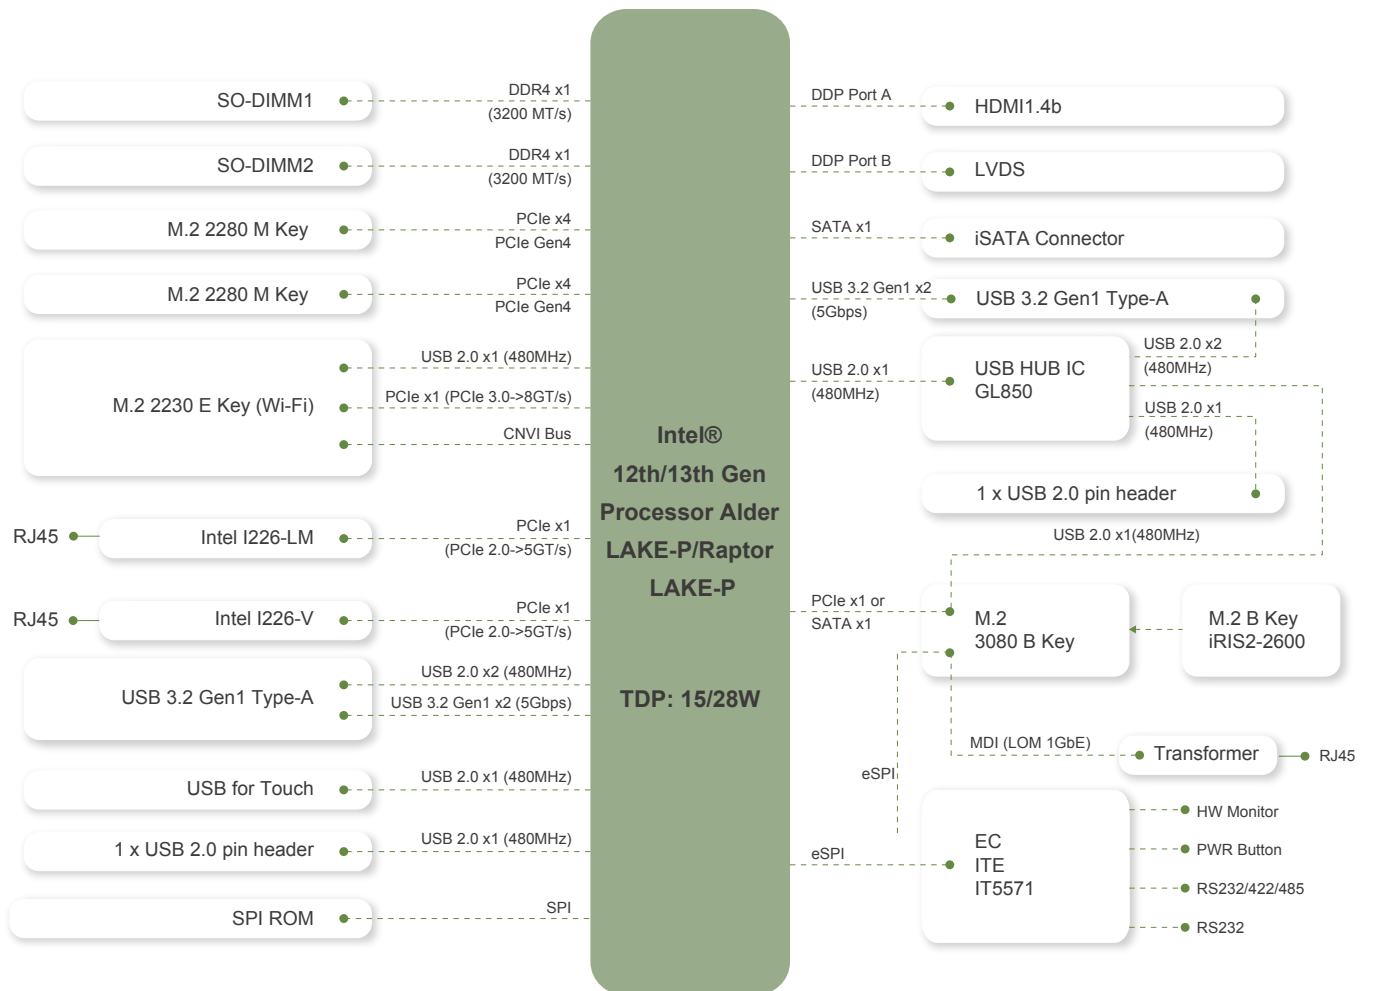 SO-DIMM1
DDR4 x1
(3200 MT/s)
SO-DIMM2
DDR4 x1
(3200 MT/s)
M.2 2280 M Key
PCIe x4
PCIe Gen4
M.2 2280 M Key
PCIe x4
PCIe Gen4
M.2 2230 E Key (Wi-Fi)
USB 2.0 x1 (480MHz)
PCIe x1 (PCIe 3.0->8GT/s)
CNVI Bus
RJ45
Intel I226-LM
PCIe x1
(PCIe 2.0->5GT/s)
RJ45
Intel I226-V
PCIe x1
(PCIe 2.0->5GT/s)
USB 3.2 Gen1 Type-A
USB 2.0 x2 (480MHz)
USB 3.2 Gen1 x2 (5Gbps)
USB for Touch
USB 2.0 x1 (480MHz)
1 x USB 2.0 pin header
USB 2.0 x1 (480MHz)
SPI ROM
SPI
Intel®
12th/13th Gen
Processor Alder
LAKE-P/Raptor
LAKE-P
TDP: 15/28W
DDP Port A
HDMI1.4b
DDP Port B
LVDS
SATA x1
iSATA Connector
USB 3.2 Gen1 x2
(5Gbps)
USB 3.2 Gen1 Type-A
USB 2.0 x1
(480MHz)
USB HUB IC
GL850
USB 2.0 x2
(480MHz)
USB 2.0 x1
(480MHz)
1 x USB 2.0 pin header
USB 2.0 x1(480MHz)
PCIe x1 or
SATA x1
M.2
3080 B Key
M.2 B Key
iRIS2-2600
MDI (LOM 1GbE)
Transformer
RJ45
eSPI
eSPI
EC
ITE
IT5571
HW Monitor
PWR Button
RS232/422/485
RS232